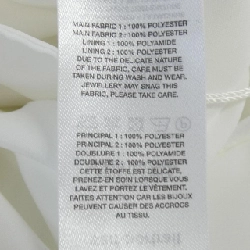 MAIN FABRIC 1 : 100% POLYESTER
MAIN FABRIC 2 : 100% POLYESTER
LINING 1 : 100% POLYAMIDE
LINING 2 : 100% POLYESTER
DUE TO THE DELICATE NATURE
OF THE FABRIC, CARE MUST BE
TAKEN DURING WASH AND WEAR.
JEWELLERY MAY SNAG THIS
FABRIC, PLEASE TAKE CARE!
PRINCIPAL 1 : 100% POLYESTER
PRINCIPAL 2 : 100% POLYESTER
DOUBLURE 1 : 100% POLYAMIDE
DOUBLURE 2 : 100% POLYESTER
CETTE ÉTOFFE EST DÉLICATE,
PRENEZ-EN SOIN LORSQUE VOUS
LAVEZ ET PORTEZ LE VÊTEMENT.
FAITES ATTENTION CAR LES BIJOUX
PEUVENT CAUSER DES ACCROCS
AU TISSU.